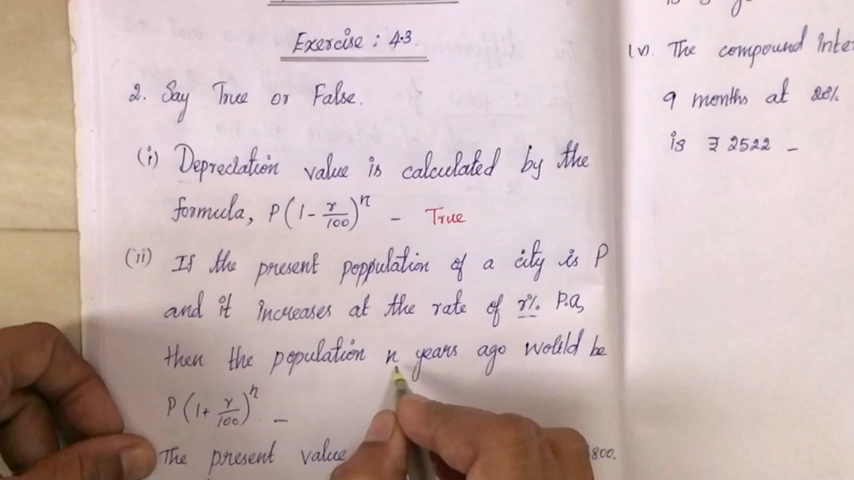 Exercise : 4.3.
2. Say True or False.
(i) Depreciation value is calculated by the
formula, P(1 - r/100)^n - True
(ii) If the present poppulation of a city is P
and it increases at the rate of r% P.a,
then the population n years ago would be
P(1 + r/100)^n -
The present value
800.
(v). The compound Inte
9 months at 20%
is ₹ 2522 -